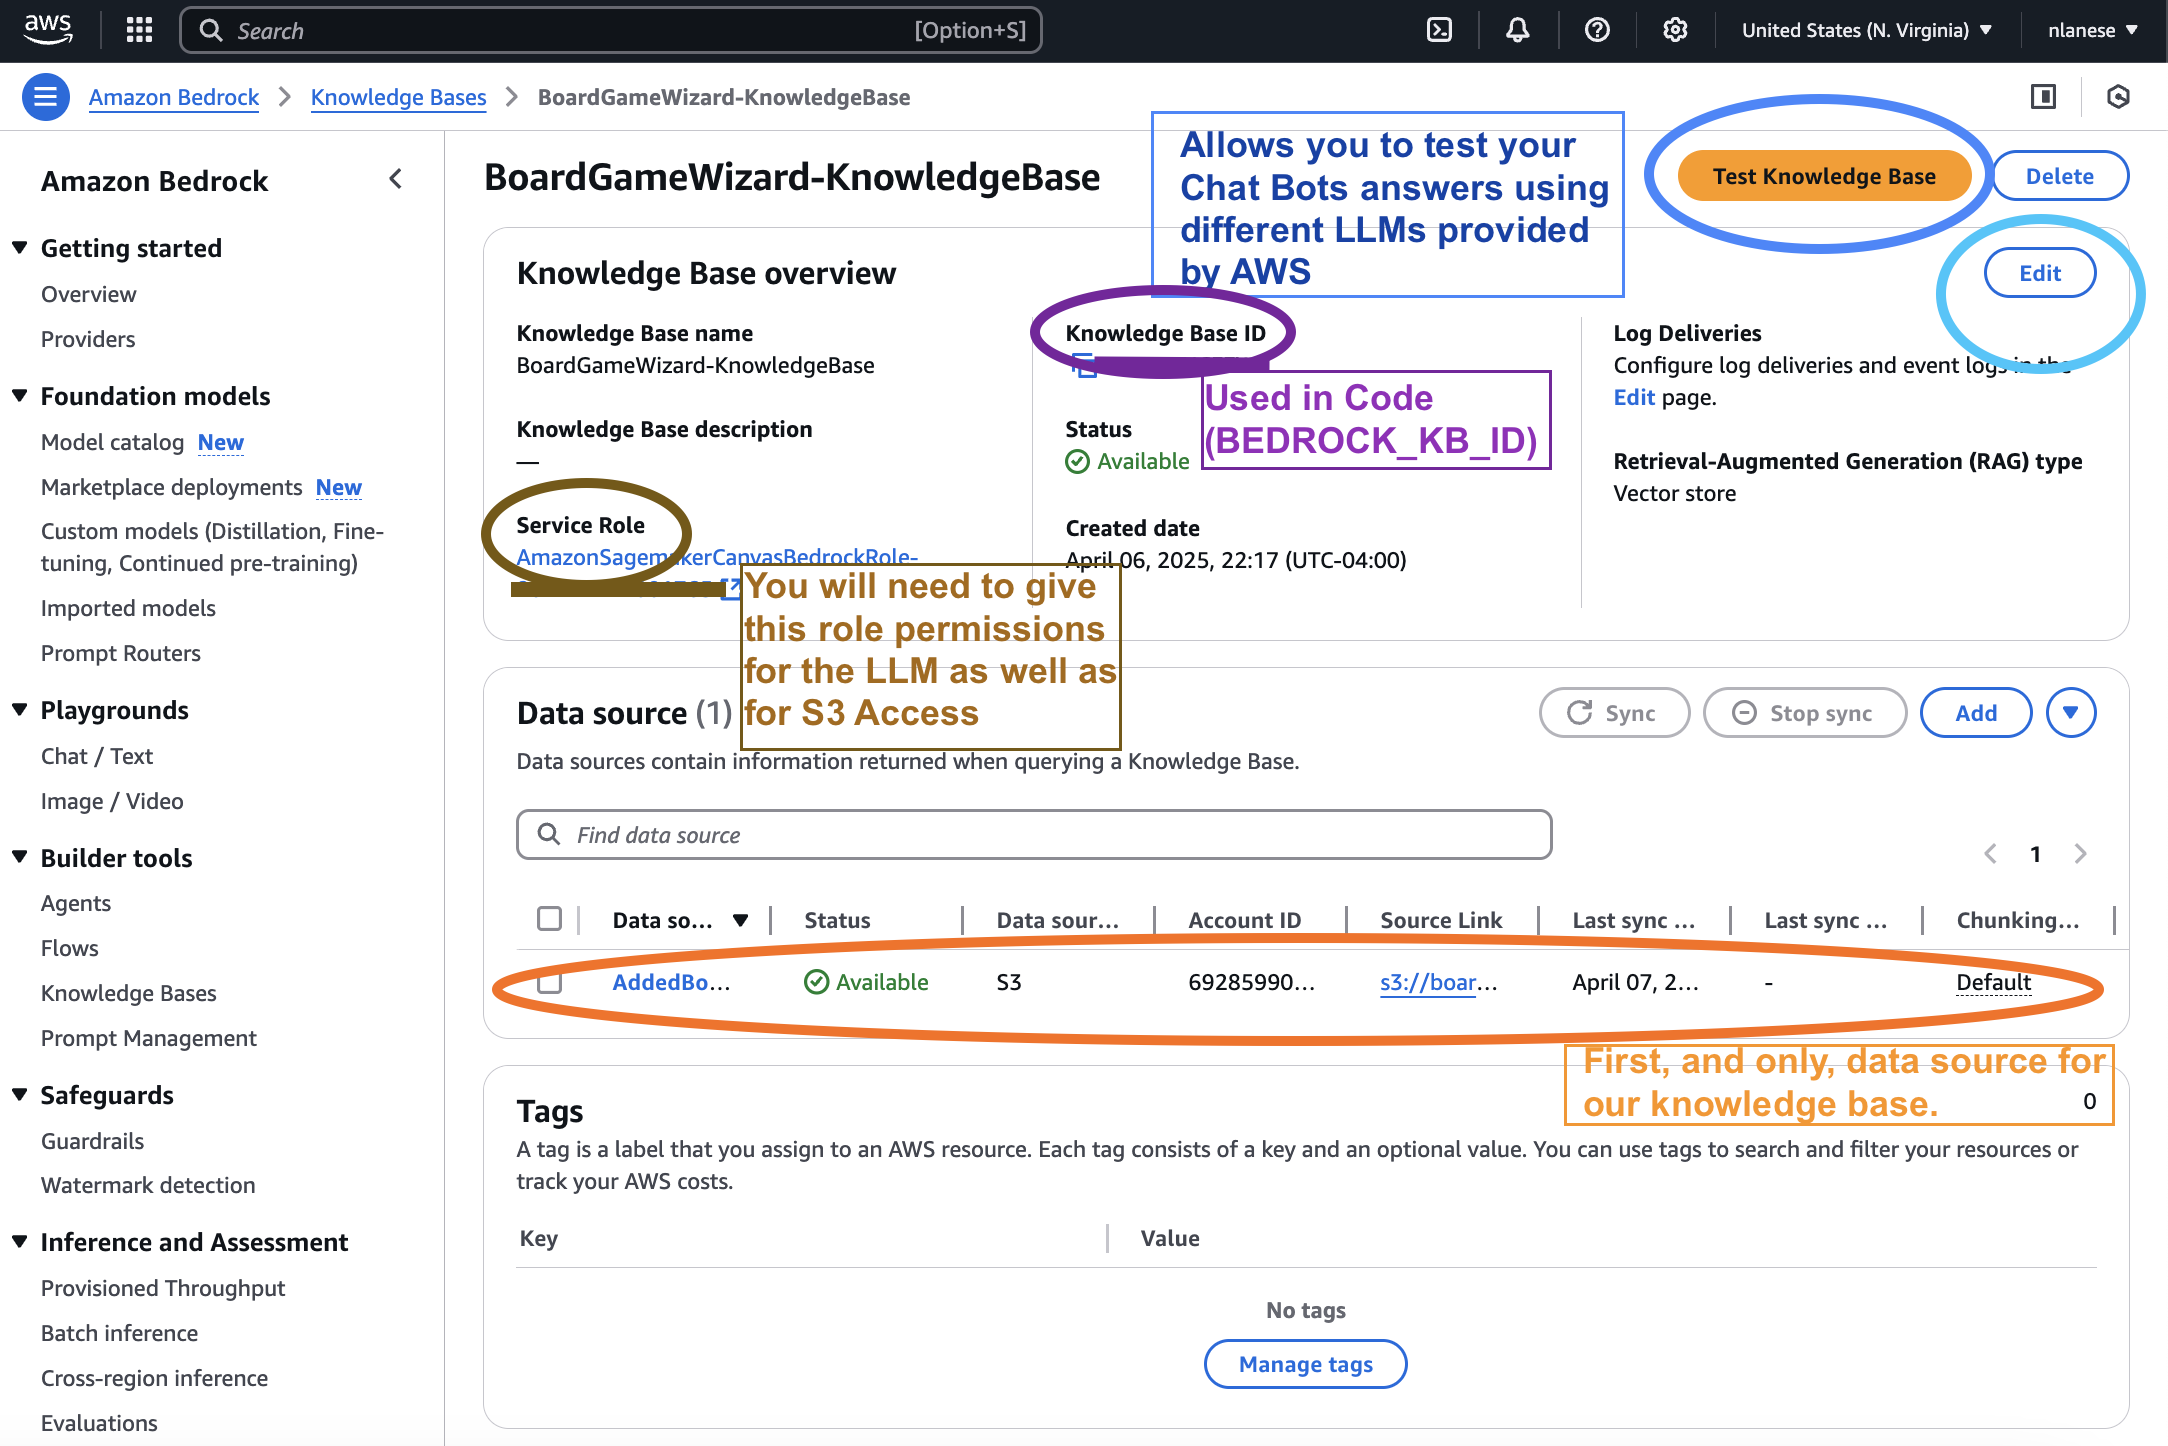 aws
Search
[Option+S]
United States (N. Virginia)
nlanese
Amazon Bedrock
Knowledge Bases
BoardGameWizard-KnowledgeBase
Amazon Bedrock
Getting started
Overview
Providers
Foundation models
Model catalog New
Marketplace deployments New
Custom models (Distillation, Fine-
tuning, Continued pre-training)
Imported models
Prompt Routers
Playgrounds
Chat / Text
Image / Video
Builder tools
Agents
Flows
Knowledge Bases
Prompt Management
Safeguards
Guardrails
Watermark detection
Inference and Assessment
Provisioned Throughput
Batch inference
Cross-region inference
Evaluations
BoardGameWizard-KnowledgeBase
Allows you to test your
Chat Bots answers using
different LLMs provided
by AWS
Test Knowledge Base
Delete
Knowledge Base overview
Edit
Knowledge Base name
BoardGameWizard-KnowledgeBase
Knowledge Base description
—
Service Role
AmazonSagemakerCanvasBedrockRole-
You will need to give
this role permissions
for the LLM as well as
for S3 Access
Knowledge Base ID
Used in Code
(BEDROCK_KB_ID)
Status
Available
Created date
April 06, 2025, 22:17 (UTC-04:00)
Log Deliveries
Configure log deliveries and event logs in the
Edit page.
Retrieval-Augmented Generation (RAG) type
Vector store
Data source (1)
Sync
Stop sync
Add
Data sources contain information returned when querying a Knowledge Base.
Find data source
1
Data so...
Status
Data sour...
Account ID
Source Link
Last sync ...
Last sync ...
Chunking...
AddedBo...
Available
S3
69285990...
s3://boar...
April 07, 2...
-
Default
First, and only, data source for
our knowledge base.
0
Tags
A tag is a label that you assign to an AWS resource. Each tag consists of a key and an optional value. You can use tags to search and filter your resources or
track your AWS costs.
Key
Value
No tags
Manage tags